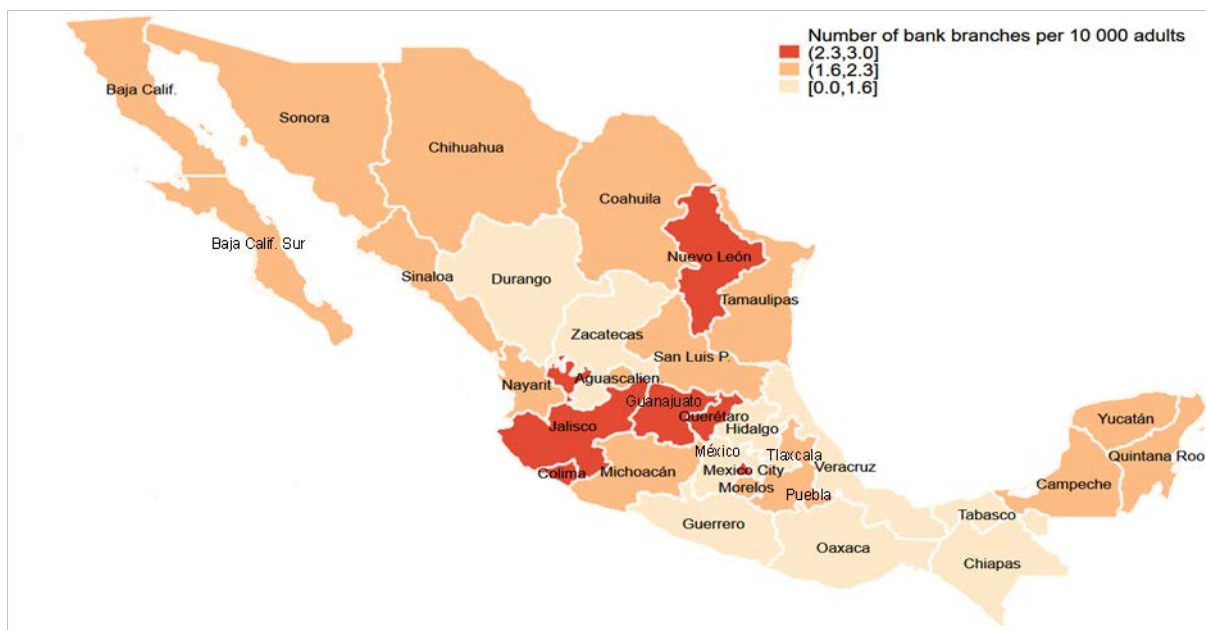 Number of bank branches per 10 000 adults
(2.3,3.0]
(1.6,2.3]
[0.0,1.6]
Baja Calif.
Sonora
Chihuahua
Coahuila
Baja Calif. Sur
Nuevo León
Sinaloa
Durango
Tamaulipas
Zacatecas
San Luis P.
Nayarit
Aguascalien.
Guanajuato
Querétaro
Jalisco
Hidalgo
Yucatán
México
Tlaxcala
Quintana Roo
Colima
Michoacán
Mexico City
Veracruz
Campeche
Morelos
Puebla
Tabasco
Guerrero
Oaxaca
Chiapas